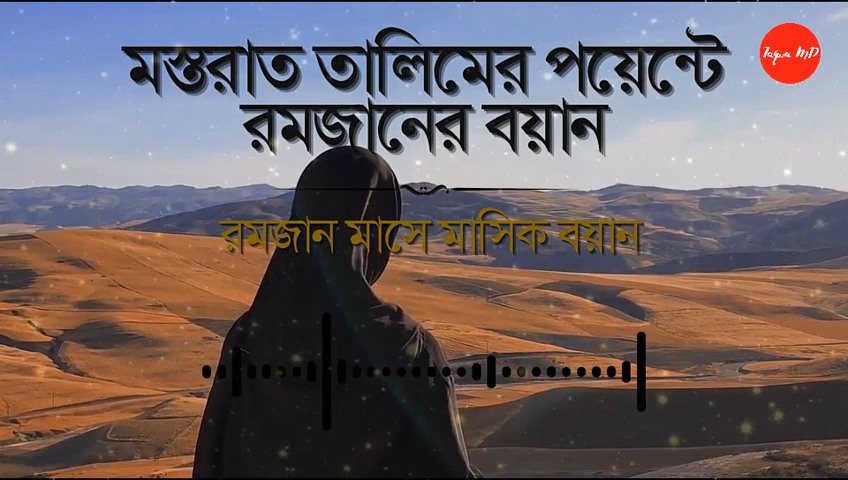 মস্তুরাত তালিমের পয়েন্টে
রমজানের বয়ান
রমজান মাসে মাসিক বয়ান